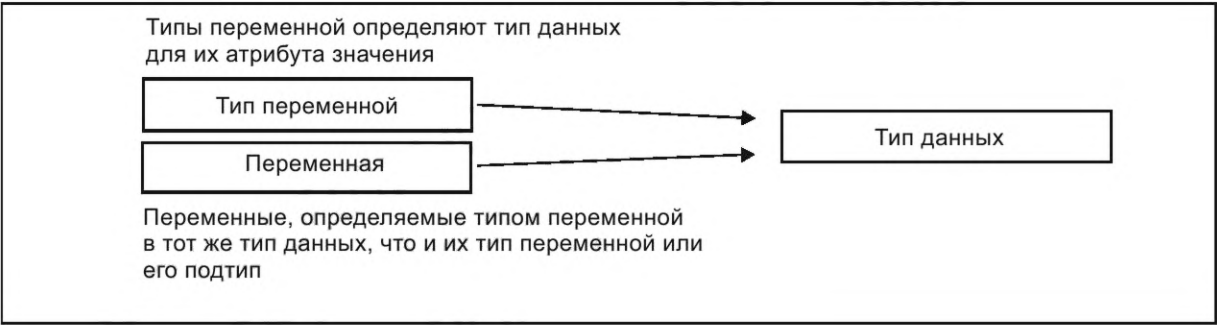 Типы переменной определяют тип данных
для их атрибута значения
Тип переменной
Тип данных
Переменная
Переменные, определяемые типом переменной
в тот же тип данных, что и их тип переменной или
его подтип